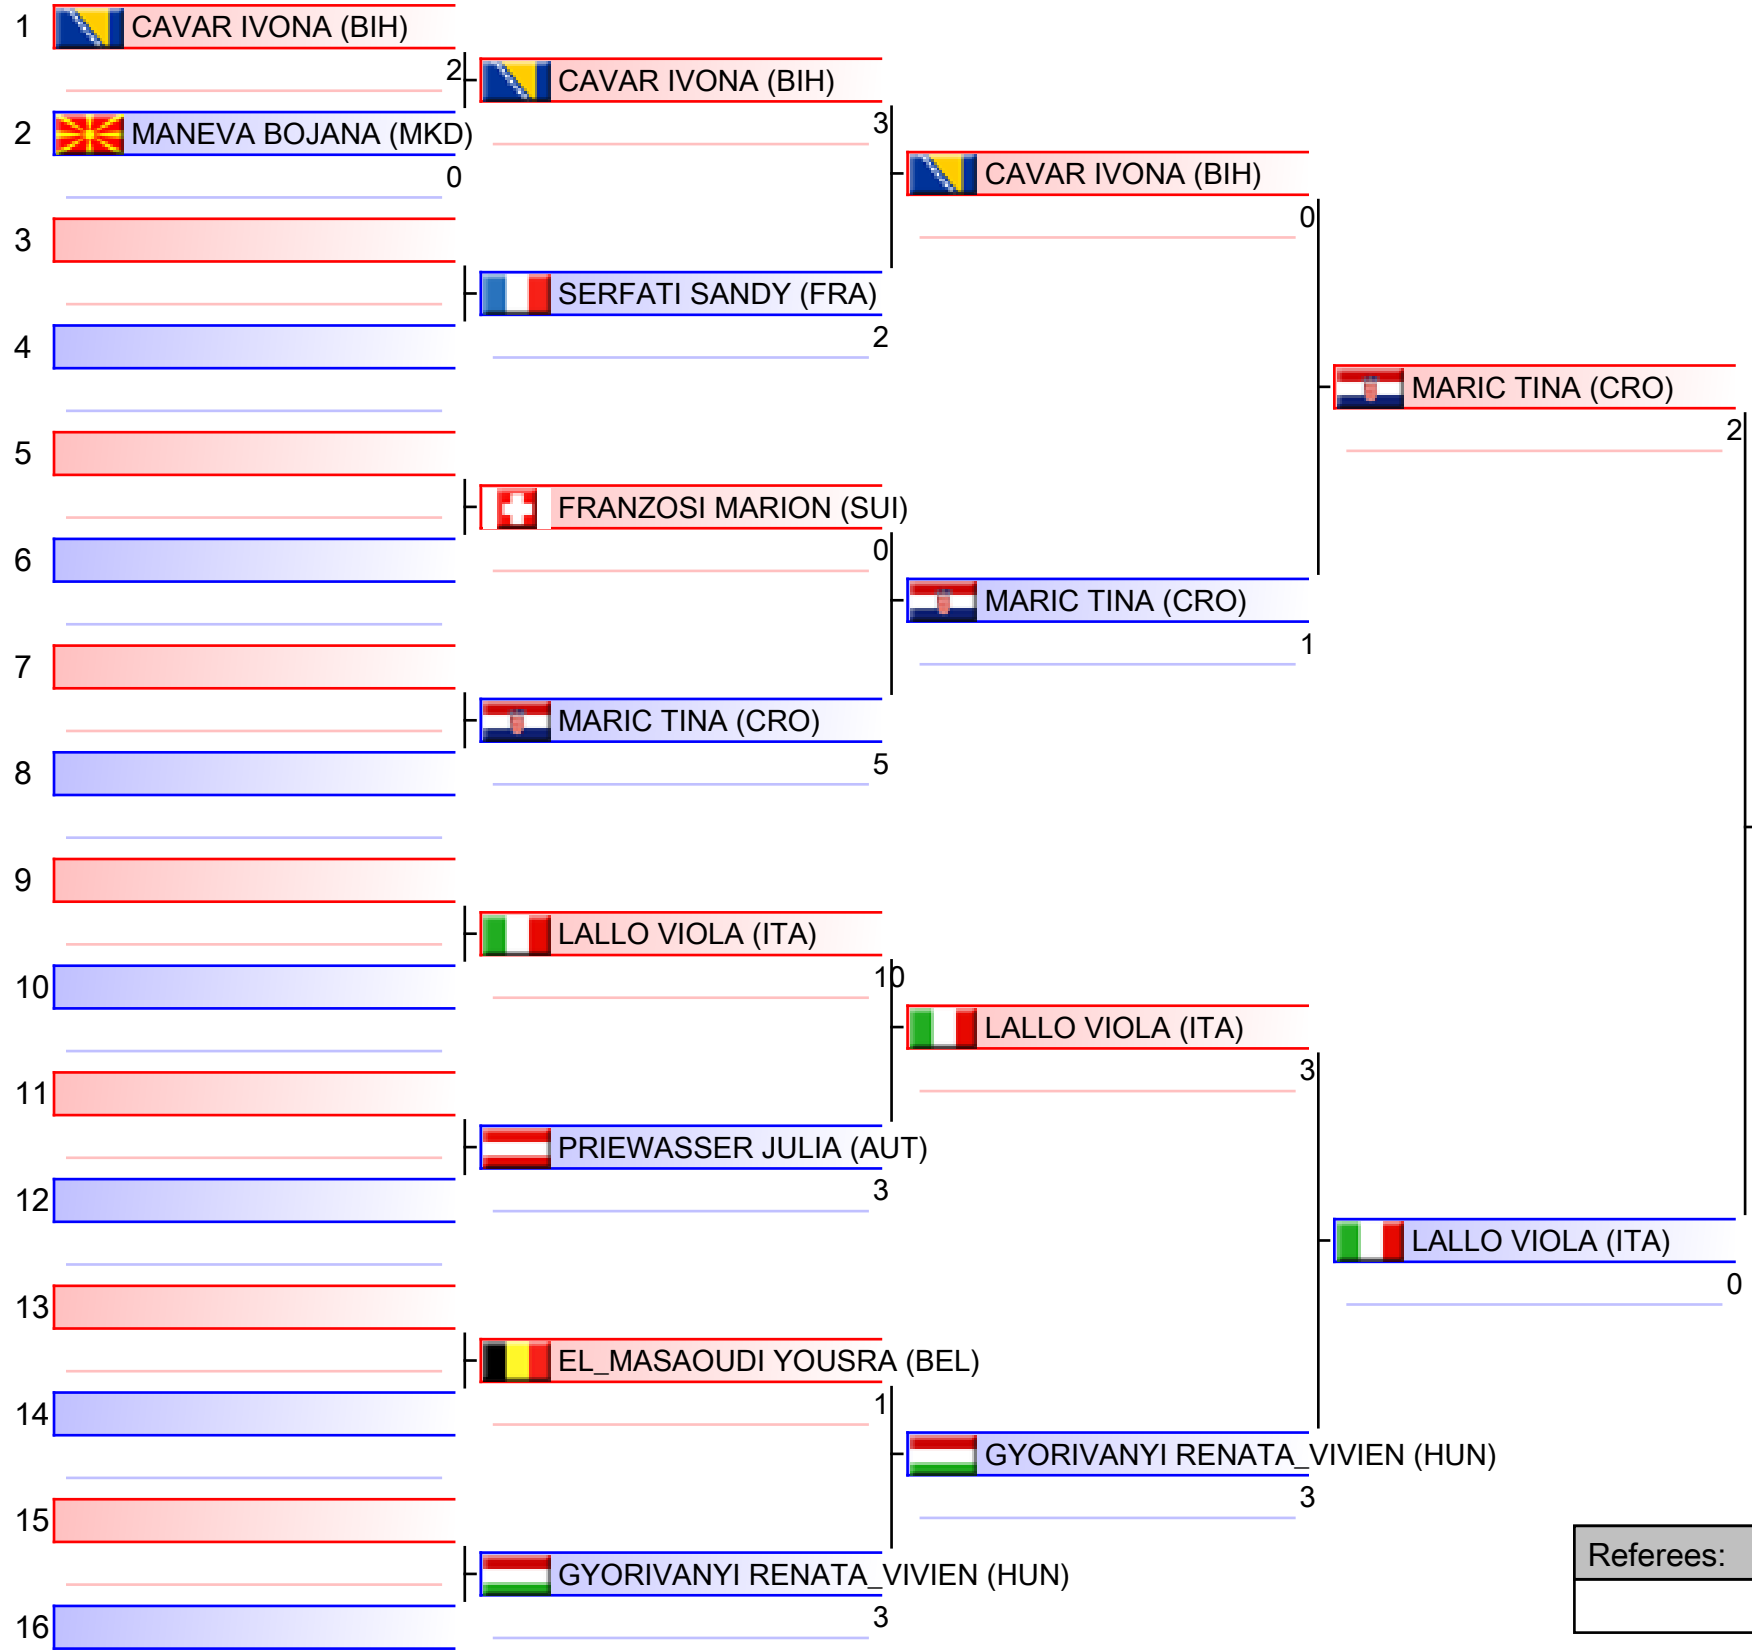 1 CAVAR IVONA (BIH)
2 CAVAR IVONA (BIH)
2 MANEVA BOJANA (MKD) 3
0 CAVAR IVONA (BIH)
3 0
SERFATI SANDY (FRA)
4 2
MARIC TINA (CRO)
5 2
FRANZOSI MARION (SUI)
6 0
MARIC TINA (CRO)
7 1
MARIC TINA (CRO)
8 5
9
LALLO VIOLA (ITA)
10 10
LALLO VIOLA (ITA)
11 3
PRIEWASSER JULIA (AUT)
12 3
LALLO VIOLA (ITA)
13 0
EL_MASAOUDI YOUSRA (BEL)
14 1
GYORIVANYI RENATA_VIVIEN (HUN)
15 3
Referees:
GYORIVANYI RENATA_VIVIEN (HUN)
16 3